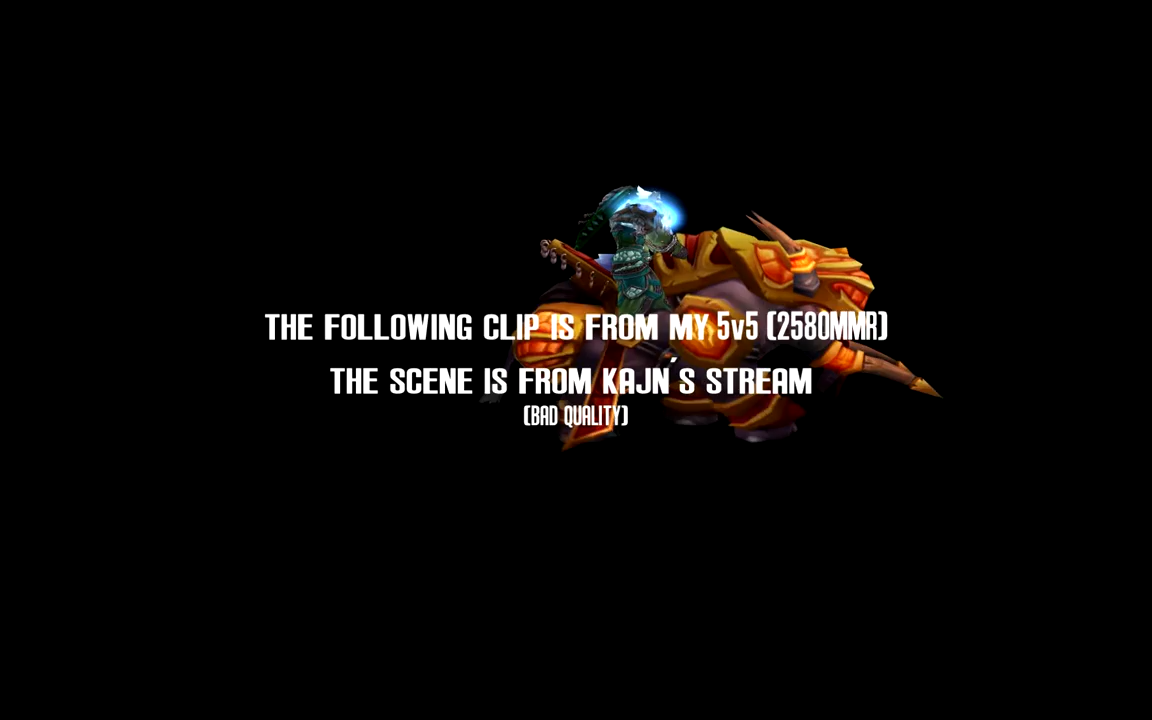 THE FOLLOWING CLIP IS FROM MY 5v5 (2580MMR)
THE SCENE IS FROM KAJN´S STREAM
(BAD QUALITY)